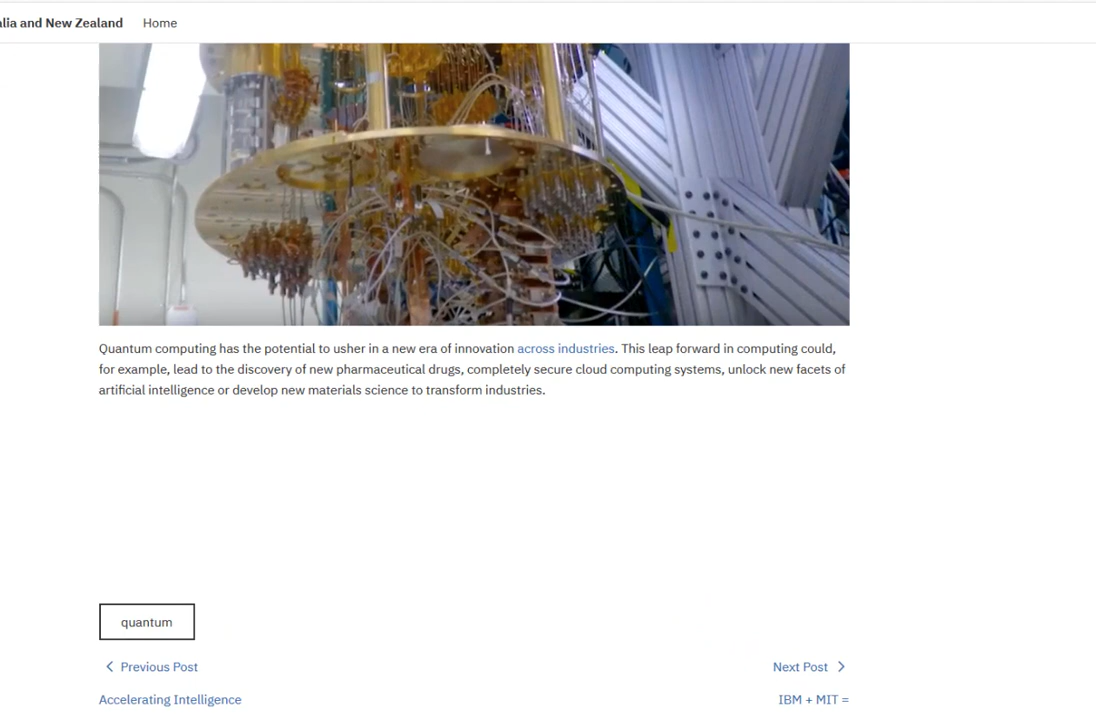 and New Zealand Home
Quantum computing has the potential to usher in a new era of innovation across industries. This leap forward in computing could,
for example, lead to the discovery of new pharmaceutical drugs, completely secure cloud computing systems, unlock new facets of
artificial intelligence or develop new materials science to transform industries.
quantum
Previous Post Next Post
Accelerating Intelligence IBM + MIT =